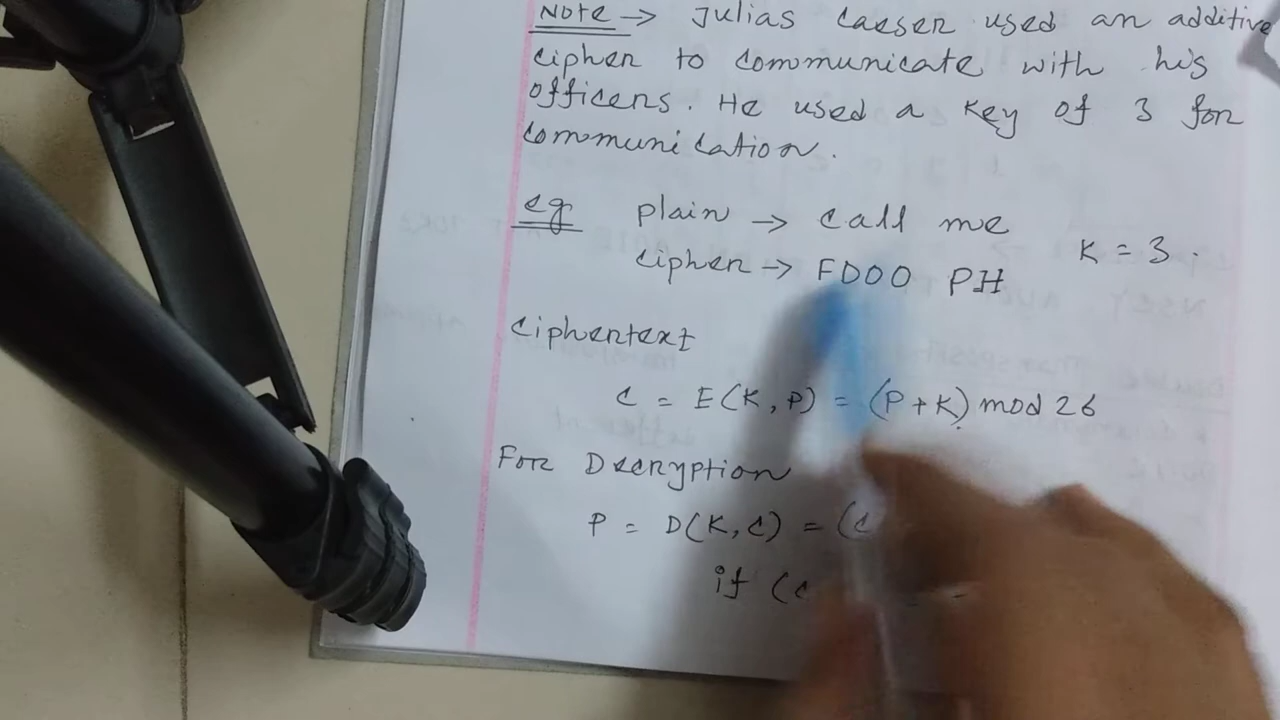 Note → Julias Caeser used an additive
cipher to communicate with his
officers. He used a key of 3 for
communication.
eg plain → call me
K = 3.
cipher → FDOO PH
Ciphertext
C = E(K, P) = (P + K) mod 26
For Decryption
P = D(K, C) = (C
if (C